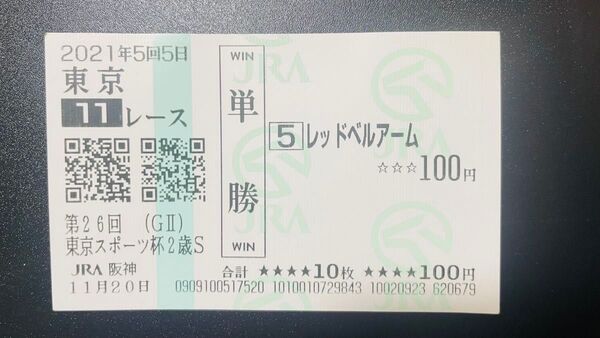 2021年5回5日
東京
11レース
第26回 (GⅡ)
東京スポーツ杯2歳S
JRA 阪神
11月20日
WIN
単勝
WIN
5 レッドベルアーム
☆☆☆100円
合計 ★★★★10枚 ★★★★100円
0909100517520 1010010729843 10020923 620679
JRA
JRA
JRA